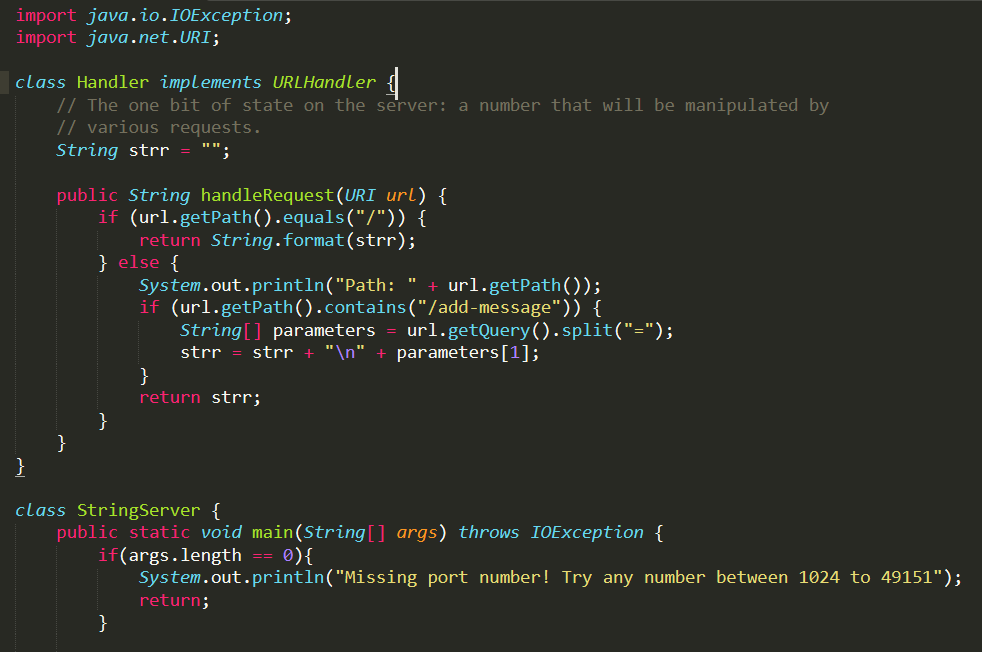 import java.io.IOException;
import java.net.URI;

class Handler implements URLHandler {
    // The one bit of state on the server: a number that will be manipulated by
    // various requests.
    String strr = "";

    public String handleRequest(URI url) {
        if (url.getPath().equals("/")) {
            return String.format(strr);
        } else {
            System.out.println("Path: " + url.getPath());
            if (url.getPath().contains("/add-message")) {
                String[] parameters = url.getQuery().split("=");
                strr = strr + "\n" + parameters[1];
            }
            return strr;
        }
    }
}

class StringServer {
    public static void main(String[] args) throws IOException {
        if(args.length == 0){
            System.out.println("Missing port number! Try any number between 1024 to 49151");
            return;
        }